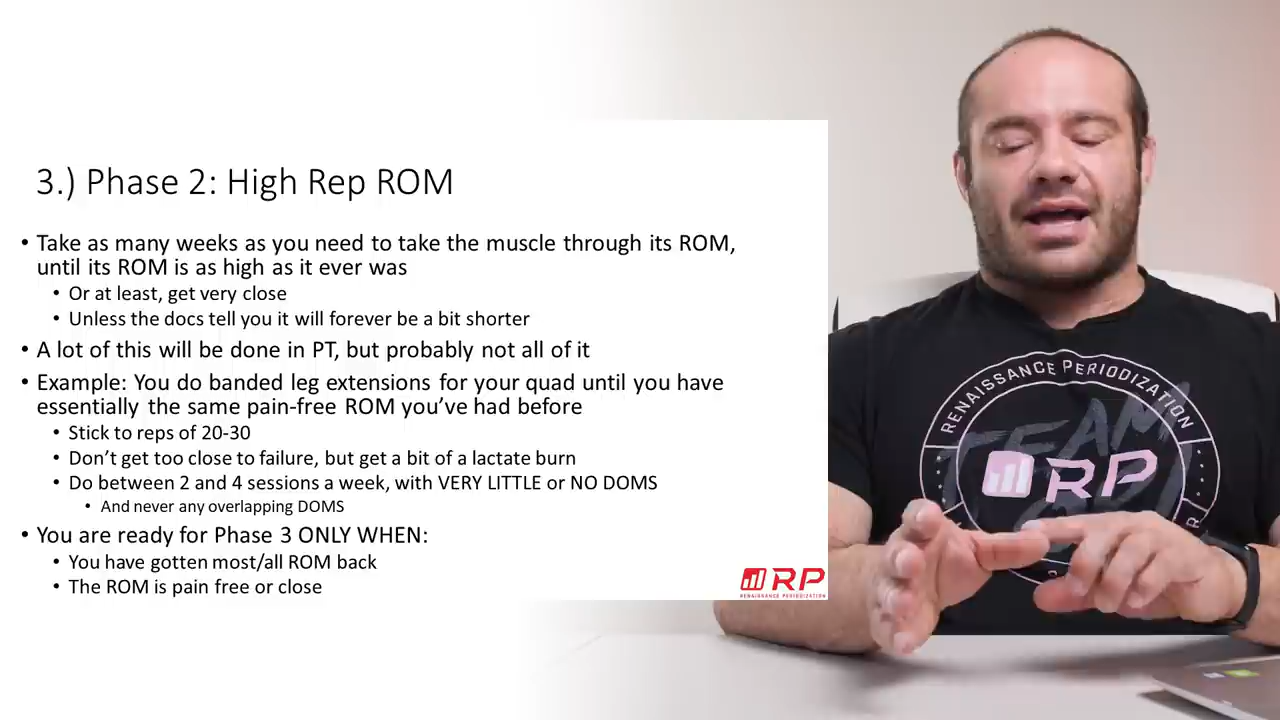 3.) Phase 2: High Rep ROM
• Take as many weeks as you need to take the muscle through its ROM,
until its ROM is as high as it ever was
• Or at least, get very close
• Unless the docs tell you it will forever be a bit shorter
• A lot of this will be done in PT, but probably not all of it
• Example: You do banded leg extensions for your quad until you have
essentially the same pain-free ROM you’ve had before
• Stick to reps of 20-30
• Don’t get too close to failure, but get a bit of a lactate burn
• Do between 2 and 4 sessions a week, with VERY LITTLE or NO DOMS
• And never any overlapping DOMS
• You are ready for Phase 3 ONLY WHEN:
• You have gotten most/all ROM back
• The ROM is pain free or close
RP
RENAISSANCE PERIODIZATION
RENAISSANCE PERIODIZATION
TEAM
RP